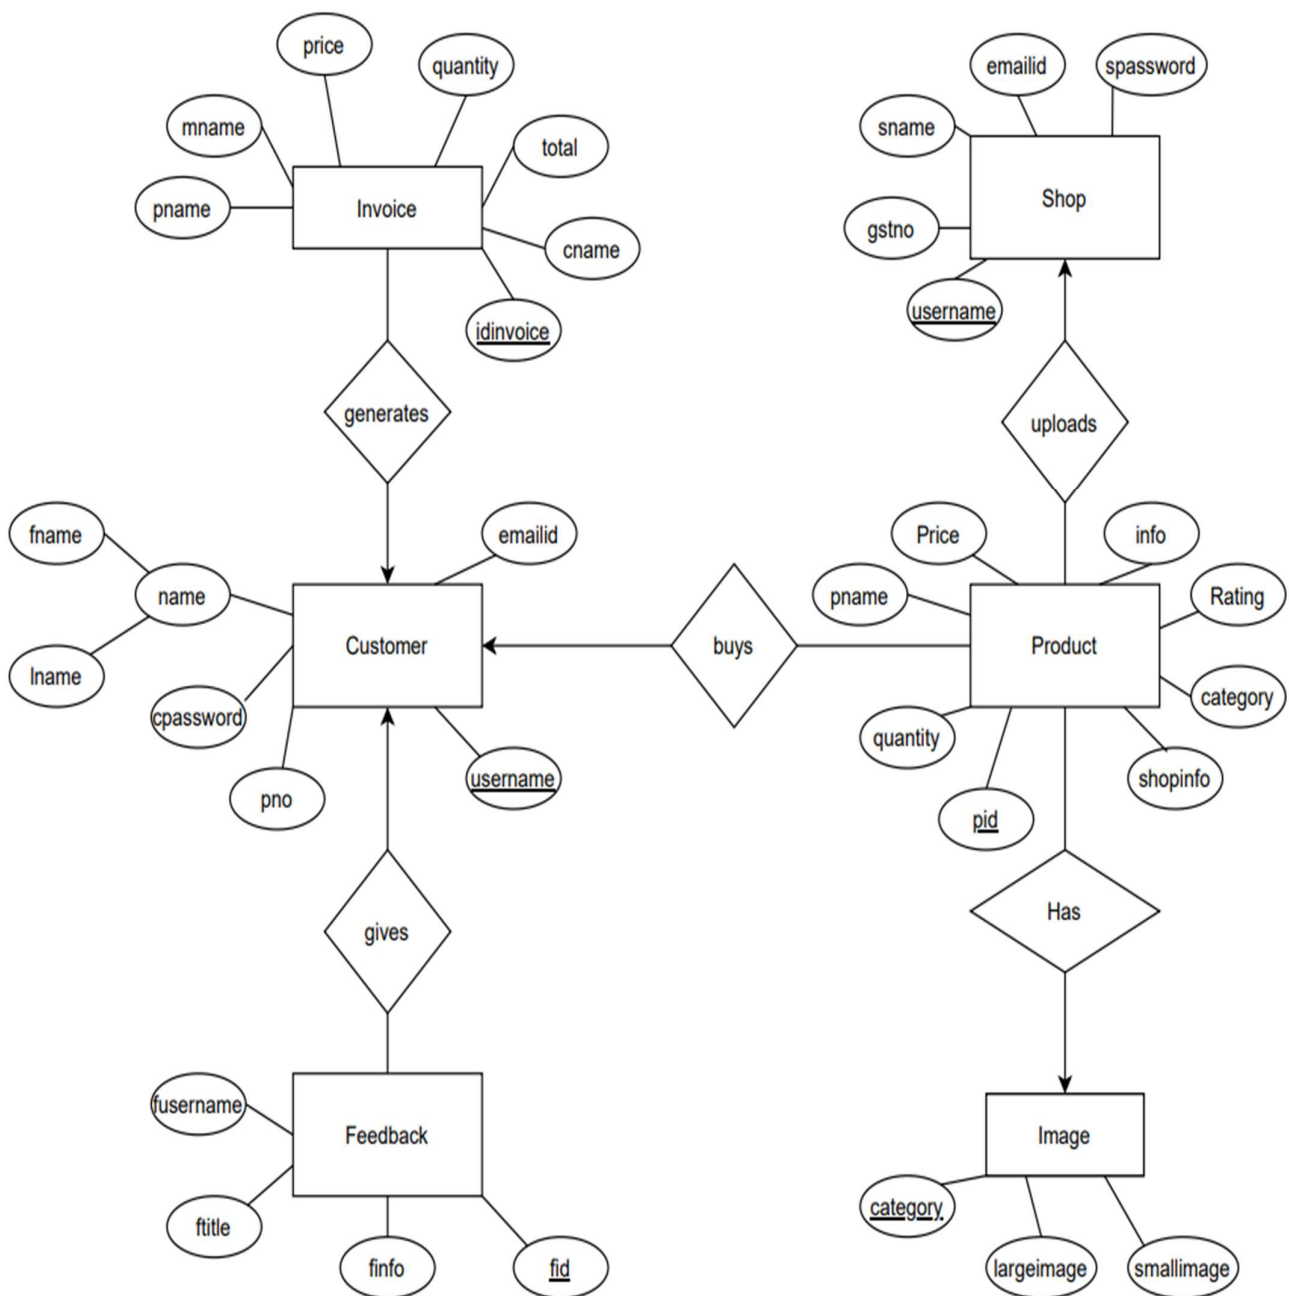 price
quantity
emailid
spassword
mname
sname
total
pname
Invoice
Shop
gstno
cname
username
idinvoice
generates
uploads
fname
emailid
Price
info
name
pname
Rating
Customer
buys
Product
lname
category
cpassword
quantity
username
shopinfo
pno
pid
Has
gives
fusername
Feedback
Image
category
ftitle
finfo
fid
largeimage
smallimage